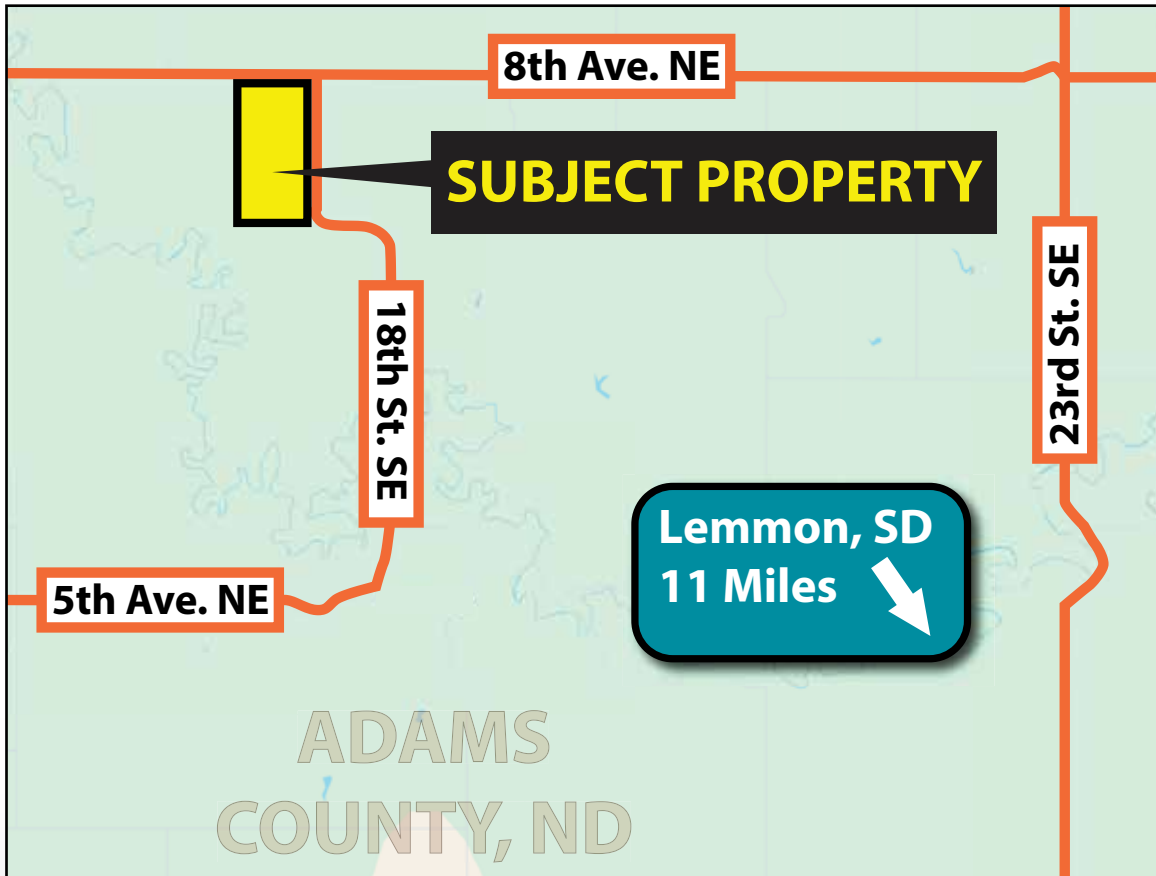 8th Ave. NE
SUBJECT PROPERTY
18th St. SE
23rd St. SE
Lemmon, SD
11 Miles
5th Ave. NE
ADAMS
COUNTY, ND